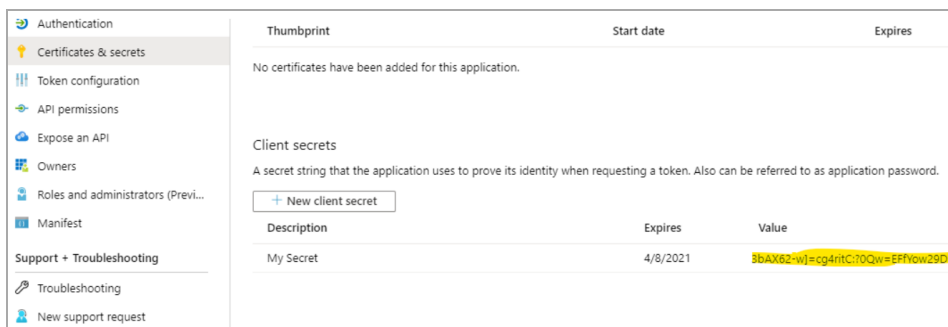 Authentication
Certificates & secrets
Token configuration
API permissions
Expose an API
Owners
Roles and administrators (Previ...
Manifest
Support + Troubleshooting
Troubleshooting
New support request
Thumbprint Start date Expires
No certificates have been added for this application.
Client secrets
A secret string that the application uses to prove its identity when requesting a token. Also can be referred to as application password.
+ New client secret
Description Expires Value
My Secret 4/8/2021 3bAX62-w]=cg4ritC:?0Qw=EFfYow29D